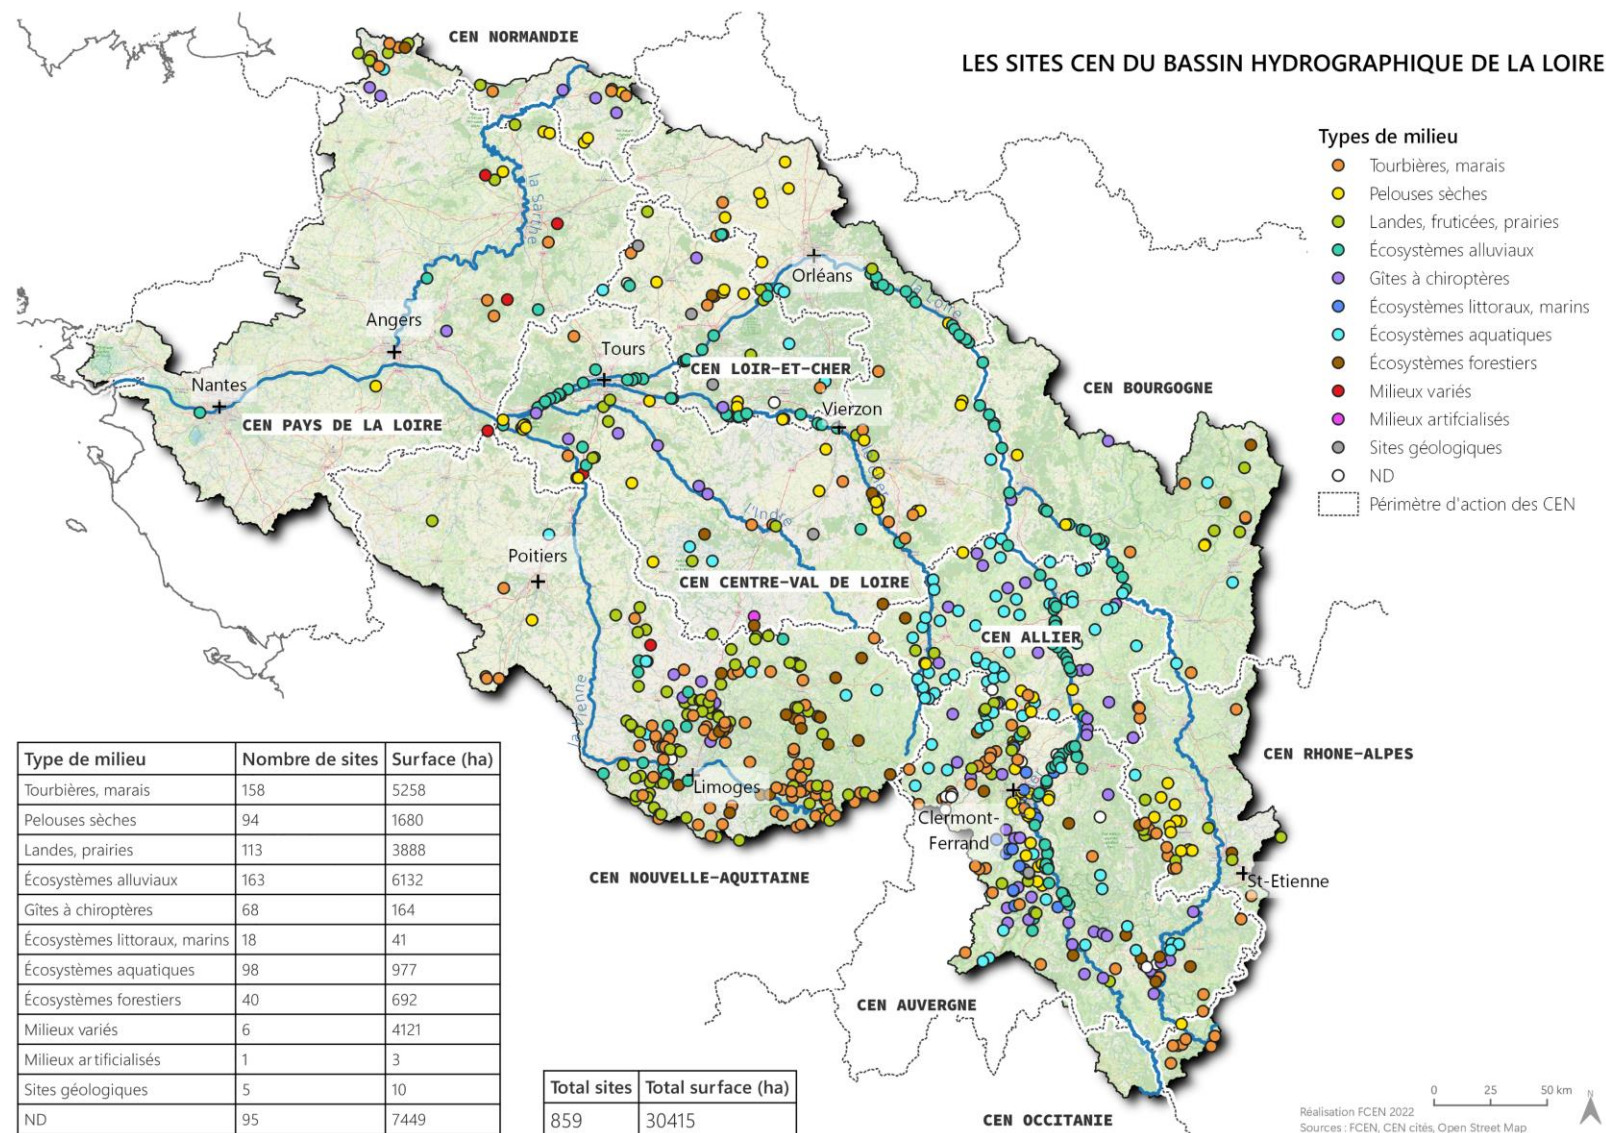 CEN NORMANDIE
LES SITES CEN DU BASSIN HYDROGRAPHIQUE DE LA LOIRE
Types de milieu
Tourbières, marais
Pelouses sèches
Landes, fruticées, prairies
Écosystèmes alluviaux
Gîtes à chiroptères
Écosystèmes littoraux, marins
Écosystèmes aquatiques
Écosystèmes forestiers
Milieux variés
Milieux artifcialisés
Sites géologiques
ND
Périmètre d'action des CEN
la Sarthe
Orléans
la Loire
Angers
Tours
CEN LOIR-ET-CHER
Nantes
CEN BOURGOGNE
Vierzon
CEN PAYS DE LA LOIRE
l'Indre
Poitiers
CEN CENTRE-VAL DE LOIRE
CEN ALLIER
la Vienne
CEN RHONE-ALPES
Limoges
Clermont-
Ferrand
CEN NOUVELLE-AQUITAINE
St-Etienne
CEN AUVERGNE
CEN OCCITANIE
Type de milieu Nombre de sites Surface (ha)
Tourbières, marais 158 5258
Pelouses sèches 94 1680
Landes, prairies 113 3888
Écosystèmes alluviaux 163 6132
Gîtes à chiroptères 68 164
Écosystèmes littoraux, marins 18 41
Écosystèmes aquatiques 98 977
Écosystèmes forestiers 40 692
Milieux variés 6 4121
Milieux artificialisés 1 3
Sites géologiques 5 10
ND 95 7449
Total sites Total surface (ha)
859 30415
0 25 50 km
N
Réalisation FCEN 2022
Sources : FCEN, CEN cités, Open Street Map